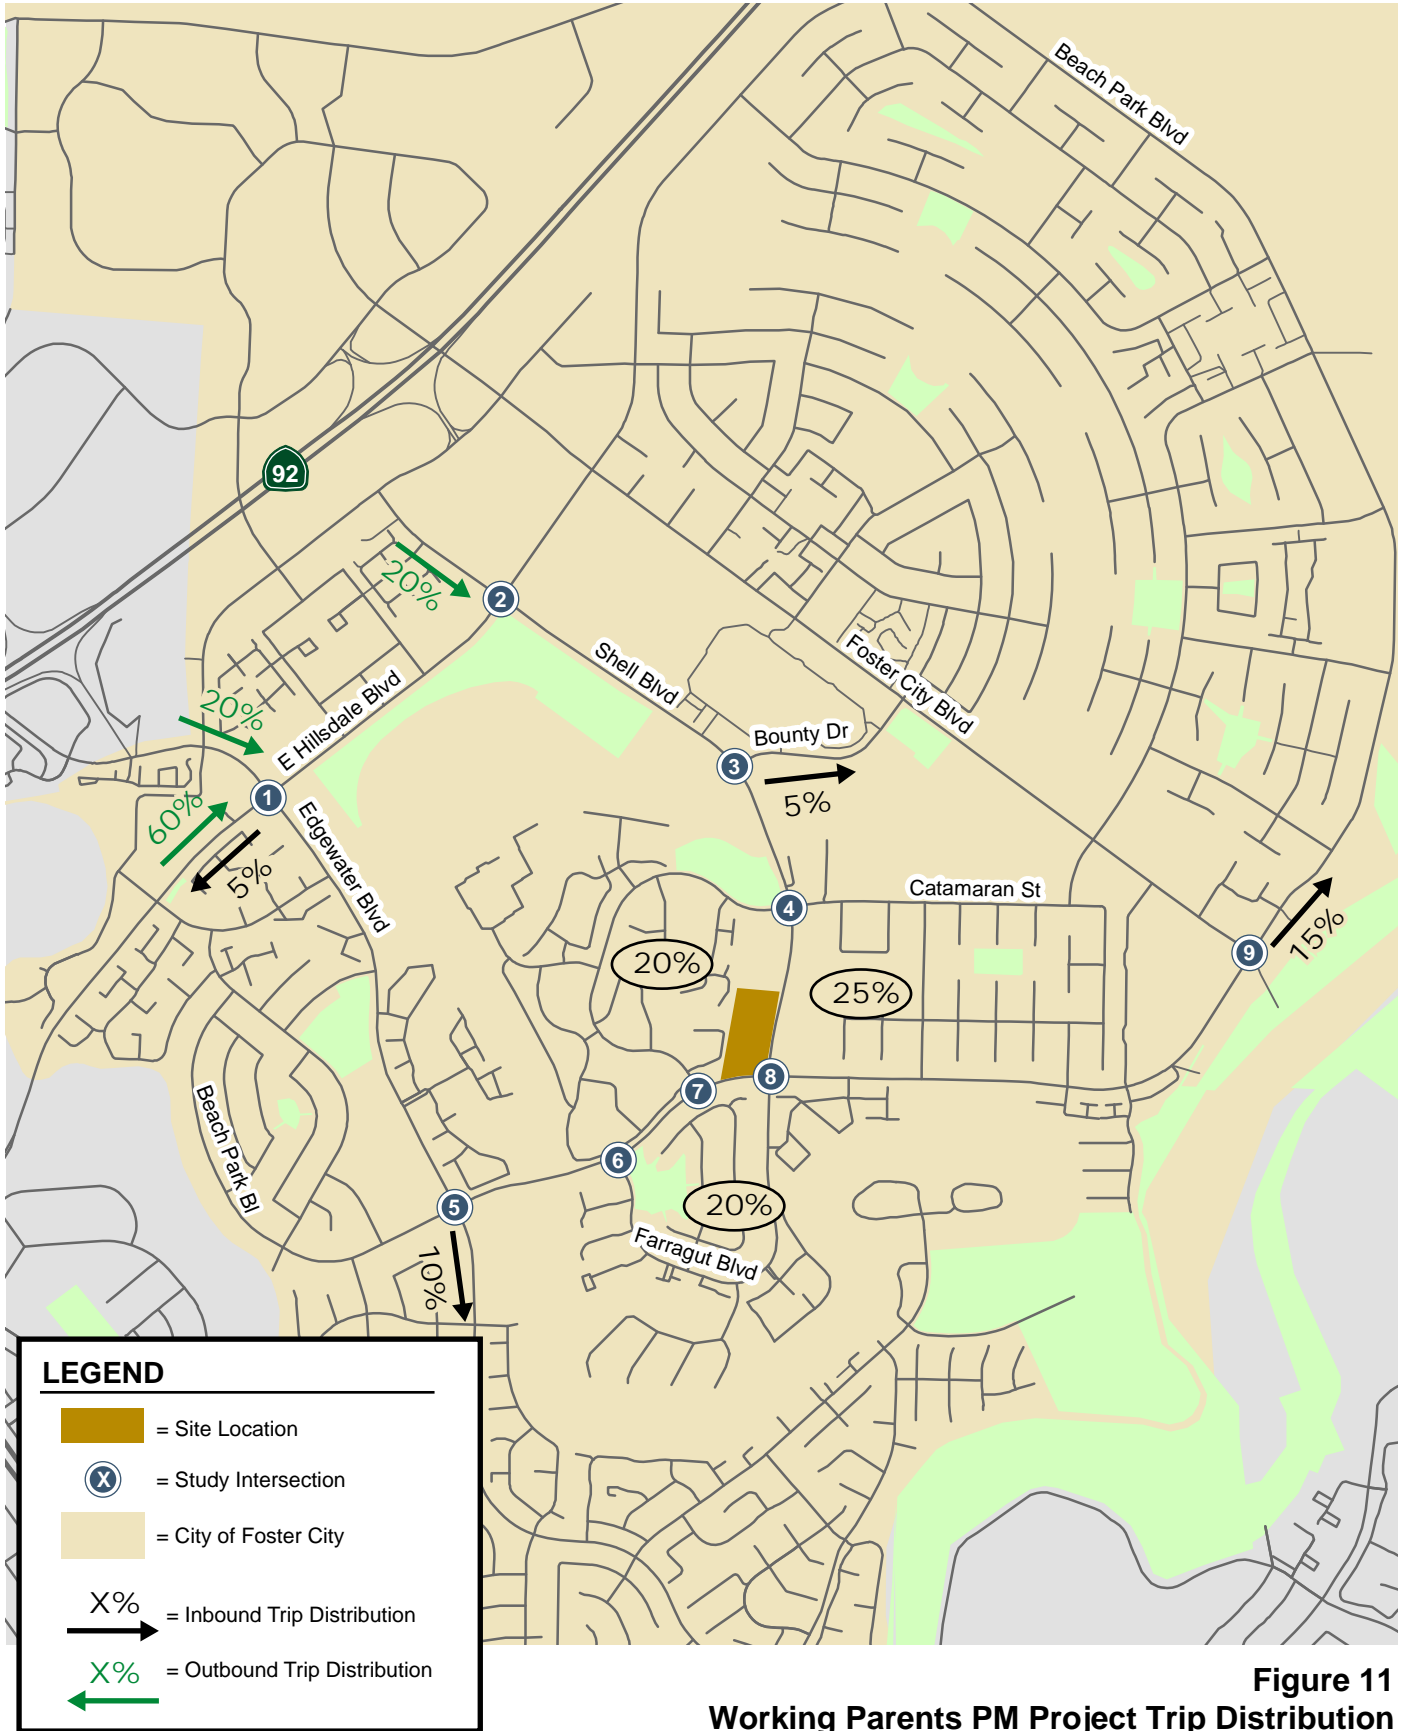 Beach Park Blvd
92
20%
2
Shell Blvd
Foster City Blvd
20%
E Hillsdale Blvd
Bounty Dr
3
5%
1
60%
5%
Edgewater Blvd
Catamaran St
4
9
15%
20%
25%
7
8
Beach Park Bl
6
5
20%
Farragut Blvd
10%
LEGEND
= Site Location
X = Study Intersection
= City of Foster City
X% = Inbound Trip Distribution
X% = Outbound Trip Distribution
Figure 11
Working Parents PM Project Trip Distribution